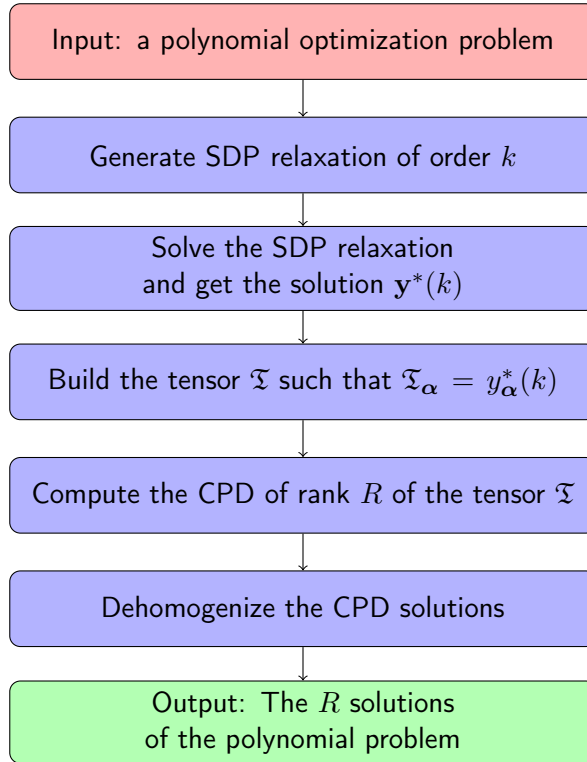 Input: a polynomial optimization problem
Generate SDP relaxation of order k
Solve the SDP relaxation
and get the solution 𝐲*(k)
Build the tensor 𝔗 such that 𝔗_𝜶 = y*_𝜶(k)
Compute the CPD of rank R of the tensor 𝔗
Dehomogenize the CPD solutions
Output: The R solutions
of the polynomial problem